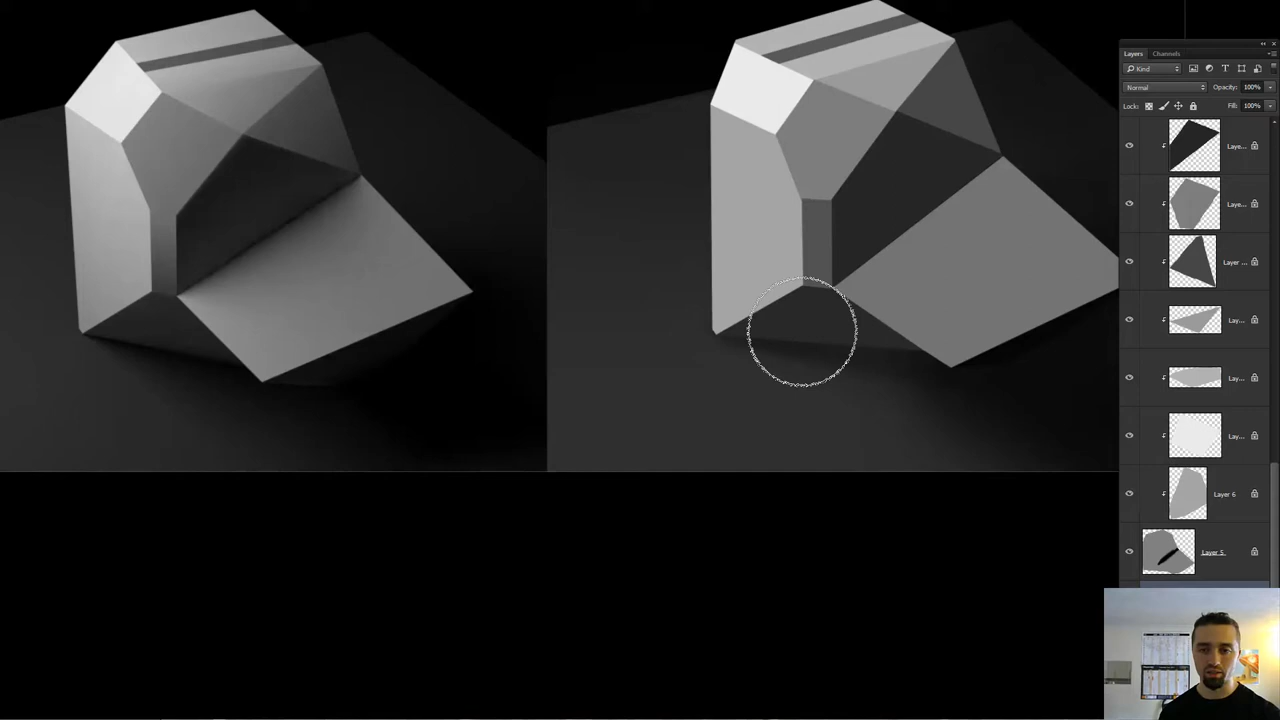 Layers Channels
Kind
Normal Opacity: 100%
Lock: Fill: 100%
Laye...
Laye...
Layer ...
Lay...
Lay...
Lay...
Layer 6
Layer 5